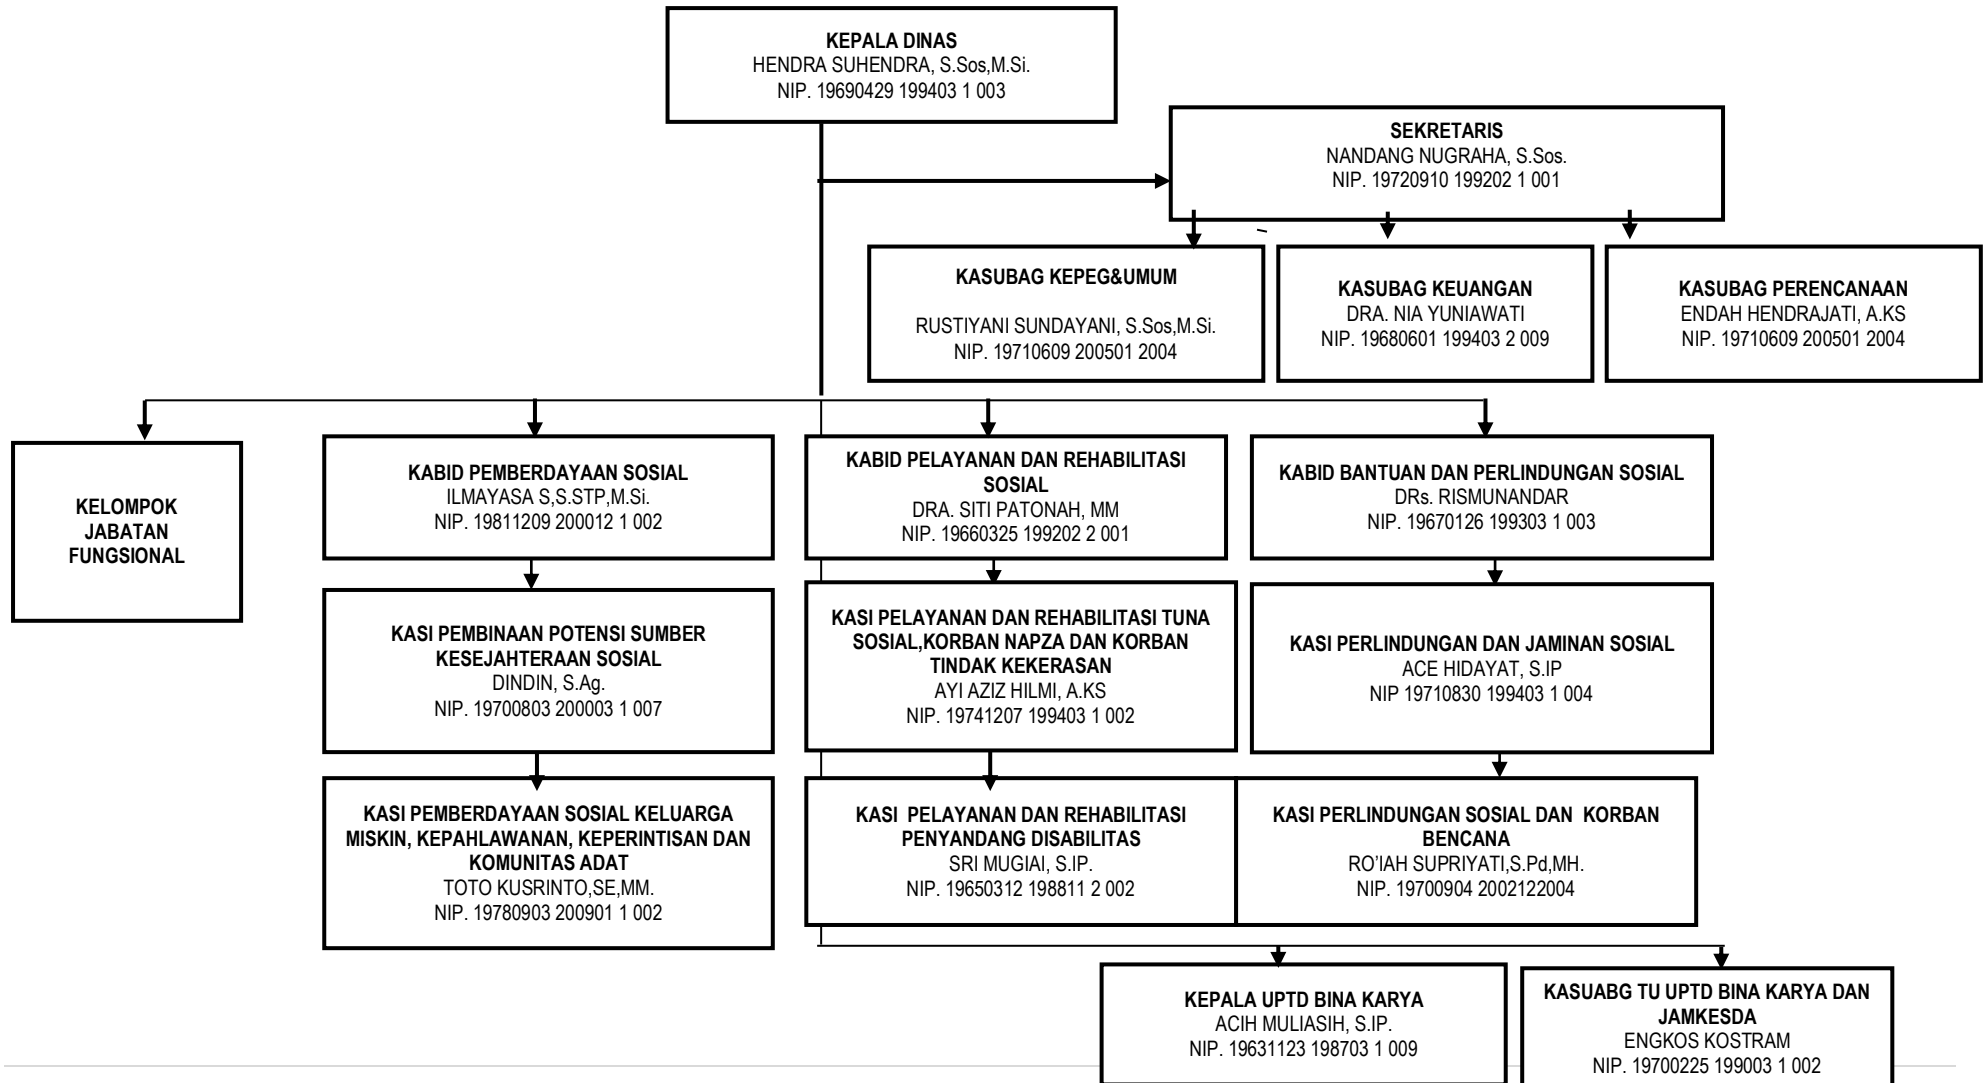 KEPALA DINAS
HENDRA SUHENDRA, S.Sos,M.Si.
NIP. 19690429 199403 1 003
SEKRETARIS
NANDANG NUGRAHA, S.Sos.
NIP. 19720910 199202 1 001
KASUBAG KEPEG&UMUM
RUSTIYANI SUNDAYANI, S.Sos,M.Si.
NIP. 19710609 200501 2004
KASUBAG KEUANGAN
DRA. NIA YUNIAWATI
NIP. 19680601 199403 2 009
KASUBAG PERENCANAAN
ENDAH HENDRAJATI, A.KS
NIP. 19710609 200501 2004
KELOMPOK
JABATAN
FUNGSIONAL
KABID PEMBERDAYAAN SOSIAL
ILMAYASA S,S.STP,M.Si.
NIP. 19811209 200012 1 002
KABID PELAYANAN DAN REHABILITASI
SOSIAL
DRA. SITI PATONAH, MM
NIP. 19660325 199202 2 001
KABID BANTUAN DAN PERLINDUNGAN SOSIAL
DRs. RISMUNANDAR
NIP. 19670126 199303 1 003
KASI PEMBINAAN POTENSI SUMBER
KESEJAHTERAAN SOSIAL
DINDIN, S.Ag.
NIP. 19700803 200003 1 007
KASI PELAYANAN DAN REHABILITASI TUNA
SOSIAL,KORBAN NAPZA DAN KORBAN
TINDAK KEKERASAN
AYI AZIZ HILMI, A.KS
NIP. 19741207 199403 1 002
KASI PERLINDUNGAN DAN JAMINAN SOSIAL
ACE HIDAYAT, S.IP
NIP 19710830 199403 1 004
KASI PEMBERDAYAAN SOSIAL KELUARGA
MISKIN, KEPAHLAWANAN, KEPERINTISAN DAN
KOMUNITAS ADAT
TOTO KUSRINTO,SE,MM.
NIP. 19780903 200901 1 002
KASI  PELAYANAN DAN REHABILITASI
PENYANDANG DISABILITAS
SRI MUGIAI, S.IP.
NIP. 19650312 198811 2 002
KASI PERLINDUNGAN SOSIAL DAN  KORBAN
BENCANA
RO’IAH SUPRIYATI,S.Pd,MH.
NIP. 19700904 2002122004
KEPALA UPTD BINA KARYA
ACIH MULIASIH, S.IP.
NIP. 19631123 198703 1 009
KASUABG TU UPTD BINA KARYA DAN
JAMKESDA
ENGKOS KOSTRAM
NIP. 19700225 199003 1 002